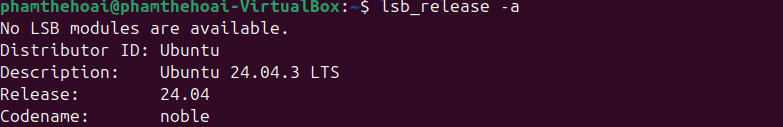 phamthehoai@phamthehoai-VirtualBox:~$ lsb_release -a
No LSB modules are available.
Distributor ID: Ubuntu
Description:    Ubuntu 24.04.3 LTS
Release:        24.04
Codename:       noble